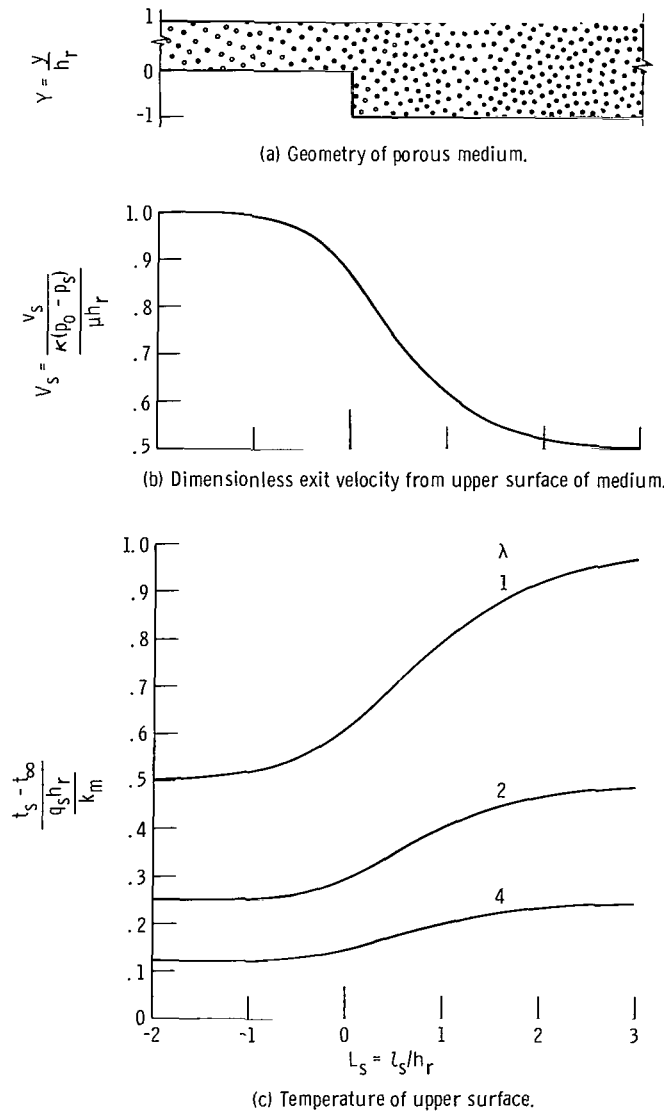 1
0
-1
Y = y/h_r
(a) Geometry of porous medium.
1.0
.9
.8
.7
.6
.5
V_s = v_s / (κ(p_0 - p_s) / μh_r)
(b) Dimensionless exit velocity from upper surface of medium.
1.0
.9
.8
.7
.6
.5
.4
.3
.2
.1
0
(t_s - t_∞) / (q_s h_r / k_m)
λ
1
2
4
-2 -1 0 1 2 3
L_s = l_s/h_r
(c) Temperature of upper surface.